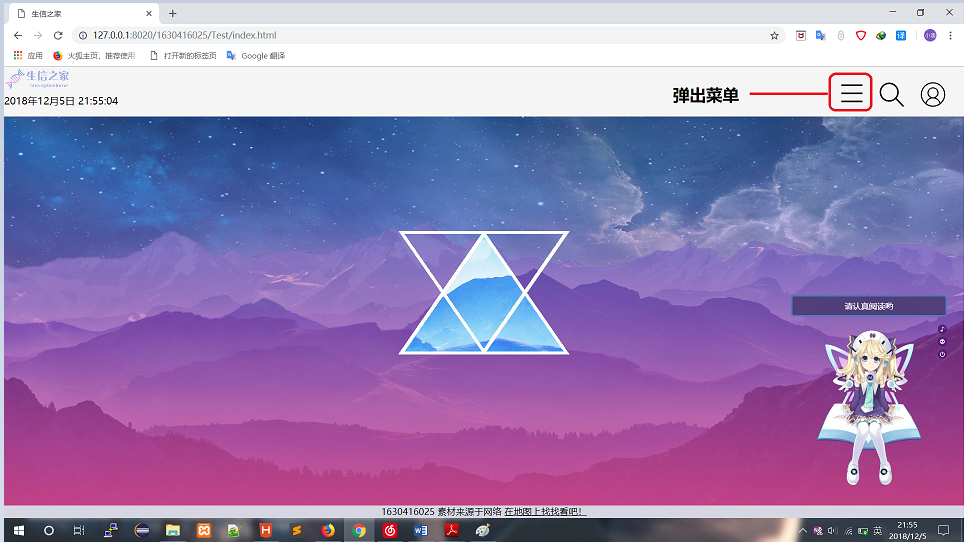 生信之家
127.0.0.1:8020/1630416025/Test/index.html
应用 火狐主页，推荐使用 打开新的标签页 Google 翻译
生信之家
ShengXinHome
2018年12月5日 21:55:04
弹出菜单
请认真阅读哟
1630416025 素材来源于网络 在地图上找找看吧！
英
21:55
2018/12/5